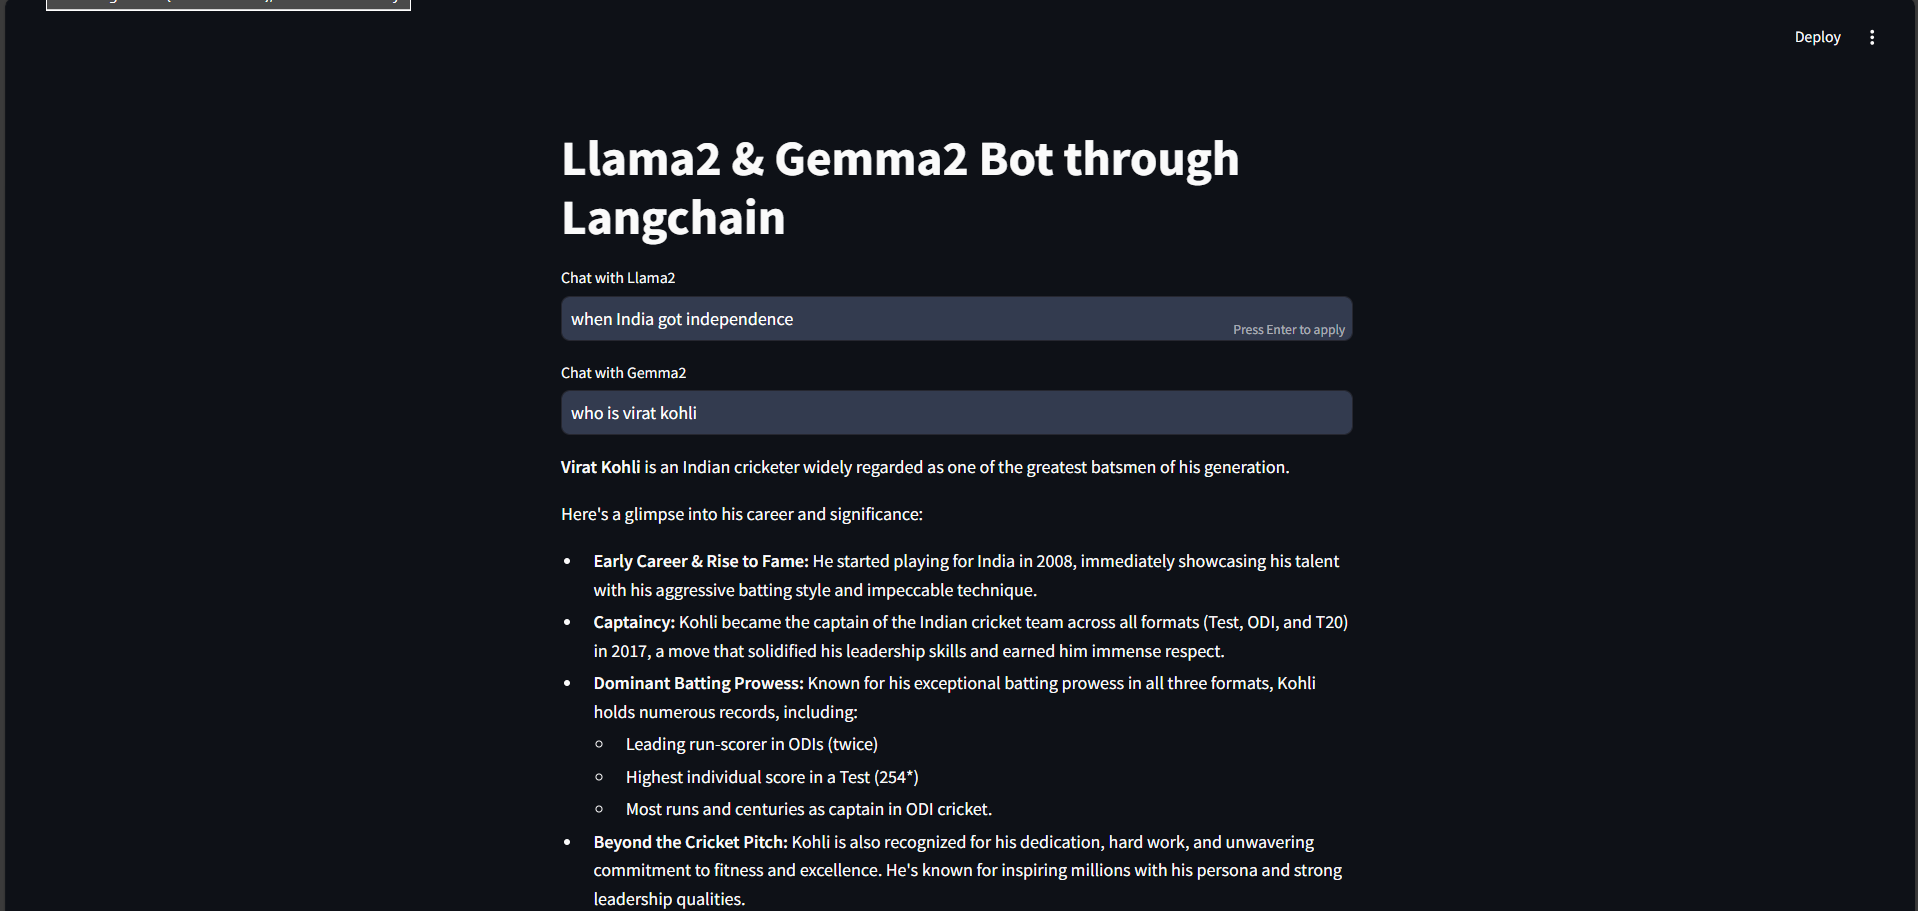 Deploy
Llama2 & Gemma2 Bot through
Langchain
Chat with Llama2
when India got independence
Press Enter to apply
Chat with Gemma2
who is virat kohli
Virat Kohli is an Indian cricketer widely regarded as one of the greatest batsmen of his generation.
Here's a glimpse into his career and significance:
Early Career & Rise to Fame: He started playing for India in 2008, immediately showcasing his talent
with his aggressive batting style and impeccable technique.
Captaincy: Kohli became the captain of the Indian cricket team across all formats (Test, ODI, and T20)
in 2017, a move that solidified his leadership skills and earned him immense respect.
Dominant Batting Prowess: Known for his exceptional batting prowess in all three formats, Kohli
holds numerous records, including:
Leading run-scorer in ODIs (twice)
Highest individual score in a Test (254*)
Most runs and centuries as captain in ODI cricket.
Beyond the Cricket Pitch: Kohli is also recognized for his dedication, hard work, and unwavering
commitment to fitness and excellence. He's known for inspiring millions with his persona and strong
leadership qualities.